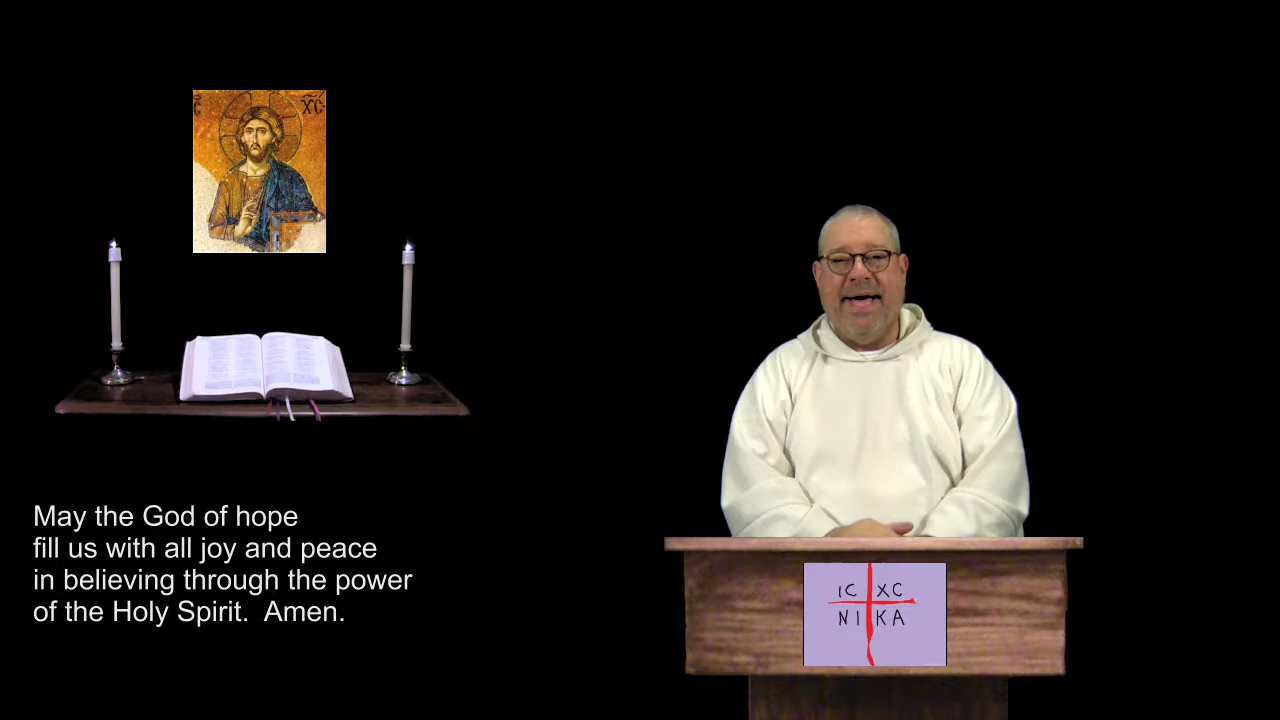 C XC
May the God of hope
fill us with all joy and peace
in believing through the power
of the Holy Spirit.  Amen.
IC XC
NI KA